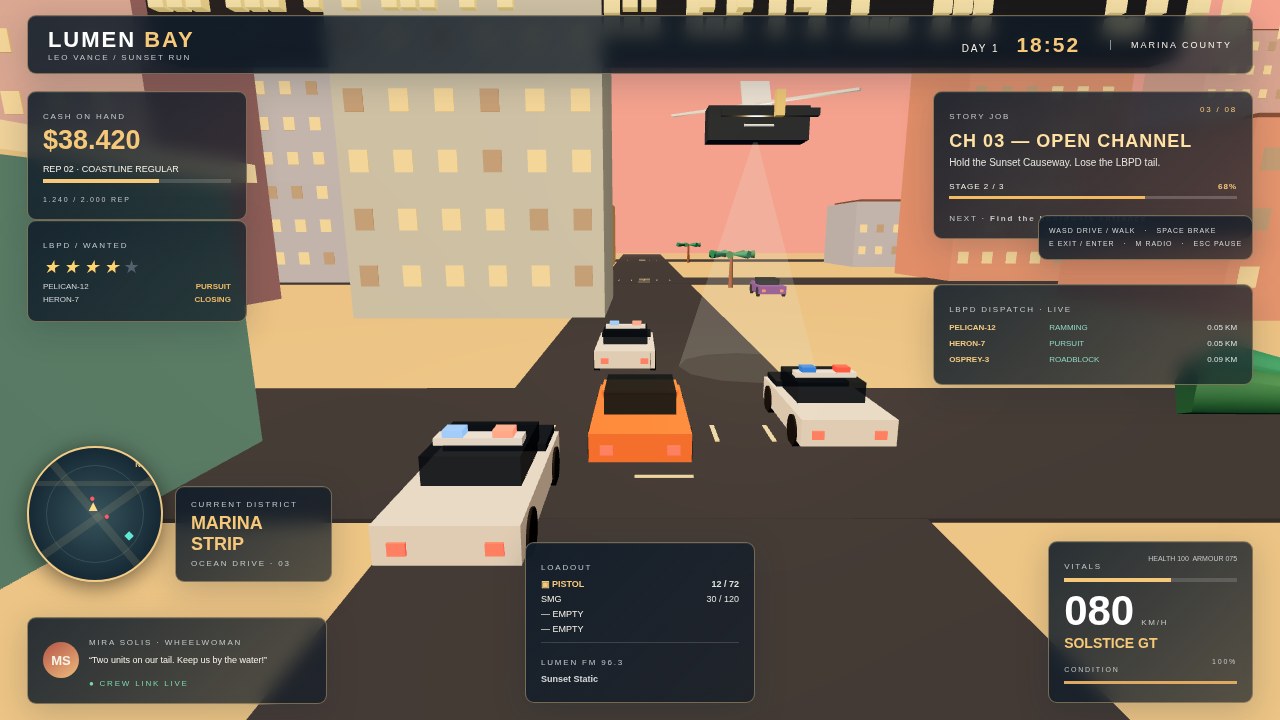 LUMEN BAY
LEO VANCE / SUNSET RUN
DAY 1 18:52 | MARINA COUNTY
CASH ON HAND
$38.420
REP 02 · COASTLINE REGULAR
1.240 / 2.000 REP
LBPD / WANTED
★ ★ ★ ★ ★
PELICAN-12 PURSUIT
HERON-7 CLOSING
03 / 08
STORY JOB
CH 03 — OPEN CHANNEL
Hold the Sunset Causeway. Lose the LBPD tail.
STAGE 2 / 3 68%
NEXT · Find the
WASD DRIVE / WALK · SPACE BRAKE
E EXIT / ENTER · M RADIO · ESC PAUSE
LBPD DISPATCH · LIVE
PELICAN-12 RAMMING 0.05 KM
HERON-7 PURSUIT 0.05 KM
OSPREY-3 ROADBLOCK 0.09 KM
CURRENT DISTRICT
MARINA
STRIP
OCEAN DRIVE · 03
MS
MIRA SOLIS · WHEELWOMAN
"Two units on our tail. Keep us by the water!"
● CREW LINK LIVE
LOADOUT
▣ PISTOL 12 / 72
SMG 30 / 120
— EMPTY
— EMPTY
LUMEN FM 96.3
Sunset Static
HEALTH 100 ARMOUR 075
VITALS
080 KM/H
SOLSTICE GT
100%
CONDITION